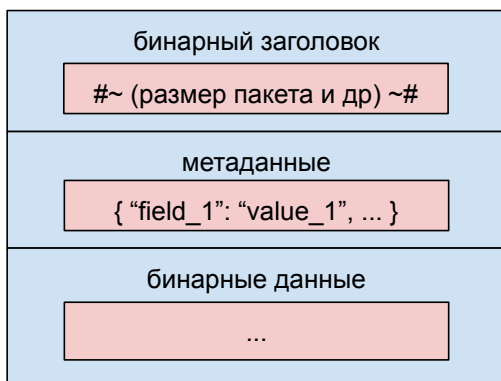 бинарный заголовок
#~ (размер пакета и др) ~#
метаданные
{ “field_1”: “value_1”, ... }
бинарные данные
...